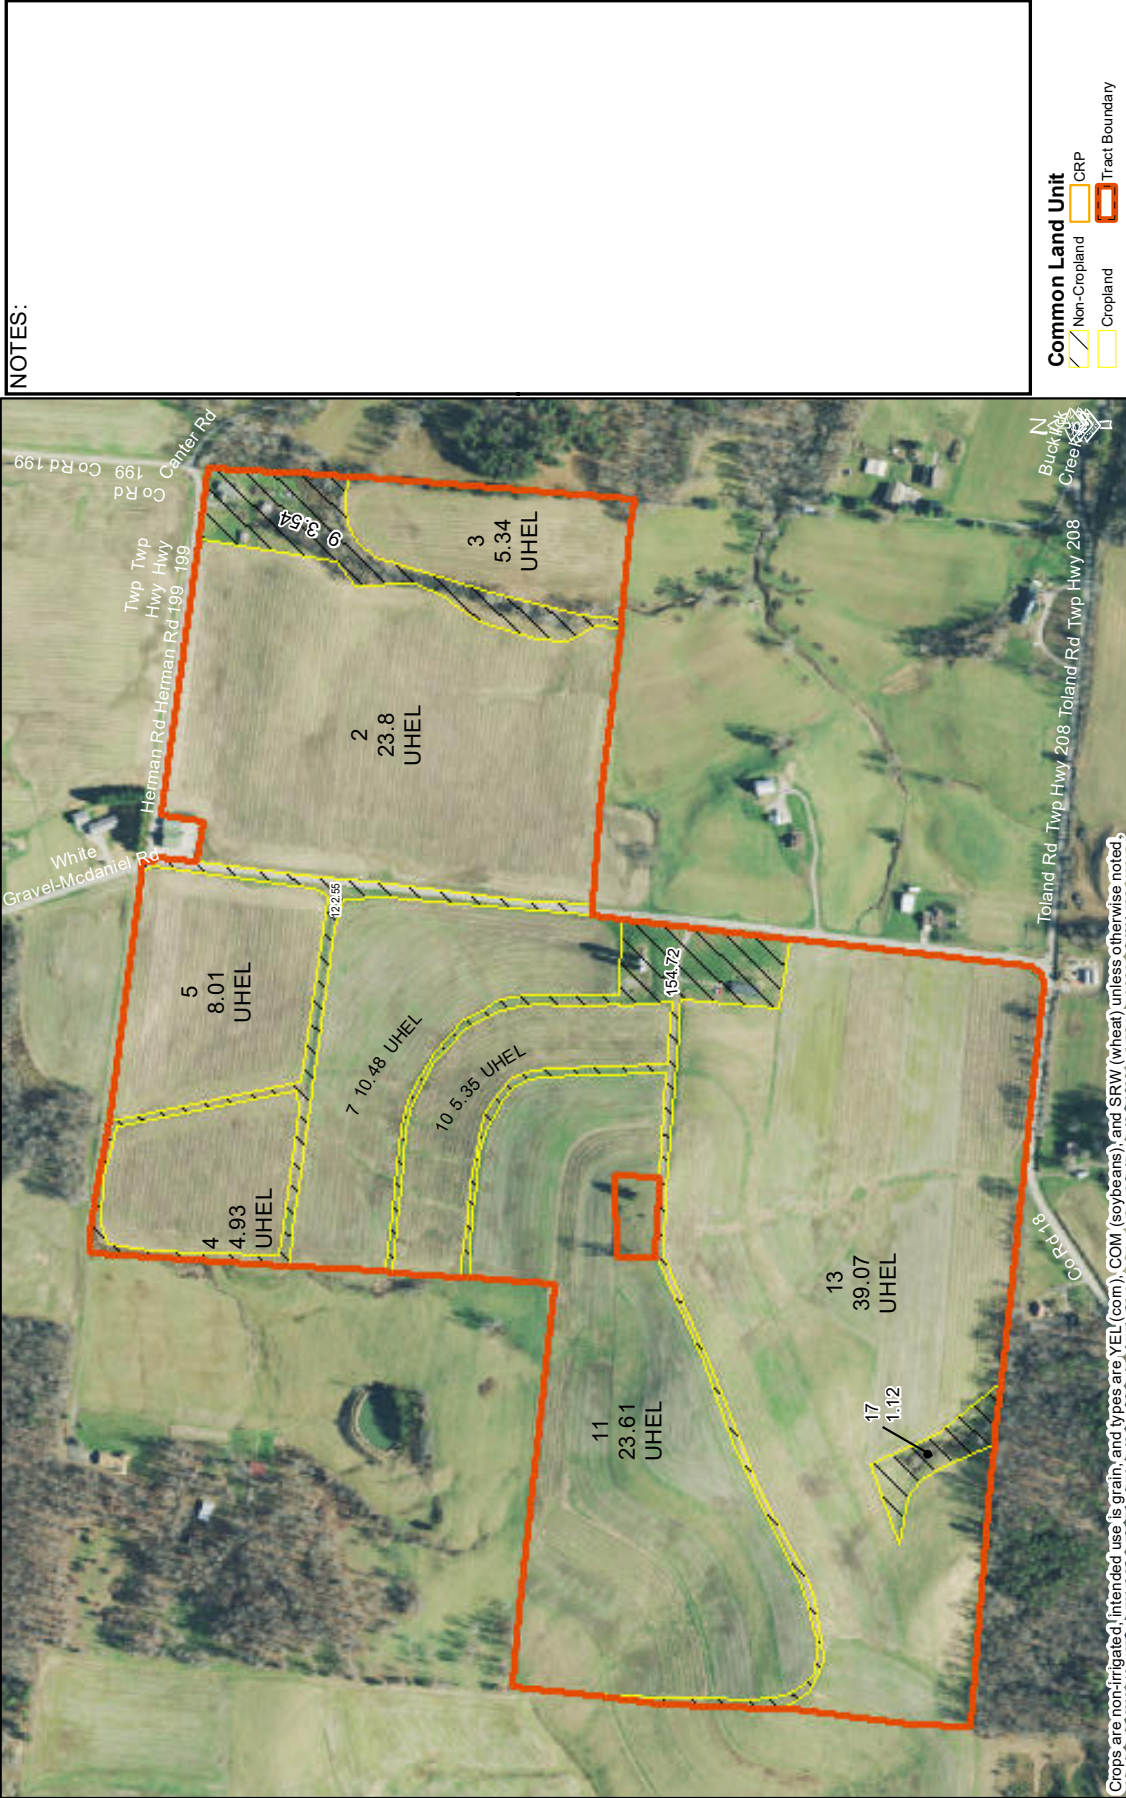 NOTES:
Common Land Unit
Non-Cropland
CRP
Cropland
Tract Boundary
Co Rd 199
Co Rd
199
Canter Rd
Twp Twp
Hwy Hwy
Herman Rd Herman Rd 199 199
White
Gravel-Mcdaniel Rd
9
3.54
3
5.34
UHEL
2
23.8
UHEL
12 2.55
5
8.01
UHEL
4
4.93
UHEL
7 10.48 UHEL
10 5.35 UHEL
154.72
11
23.61
UHEL
13
39.07
UHEL
17
1.12
Toland Rd Twp Hwy 208 Toland Rd Twp Hwy 208
Co Rd 18
N
Bucklick
Creek
Crops are non-irrigated, intended use is grain, and types are YEL (corn), COM (soybeans), and SRW (wheat) unless otherwise noted.